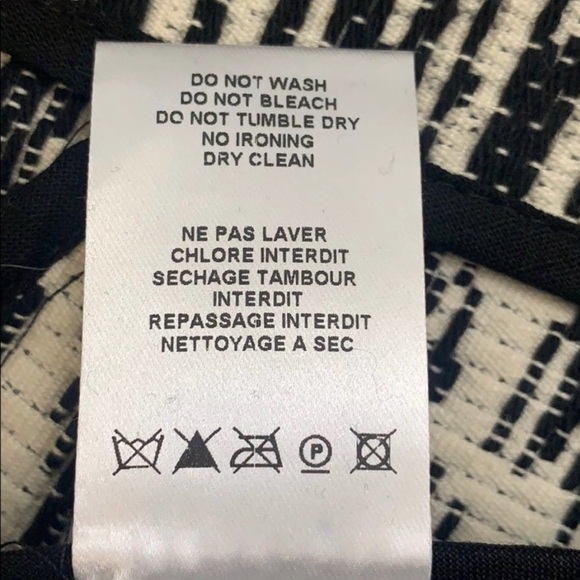 DO NOT WASH
DO NOT BLEACH
DO NOT TUMBLE DRY
NO IRONING
DRY CLEAN
NE PAS LAVER
CHLORE INTERDIT
SECHAGE TAMBOUR
INTERDIT
REPASSAGE INTERDIT
NETTOYAGE A SEC
P